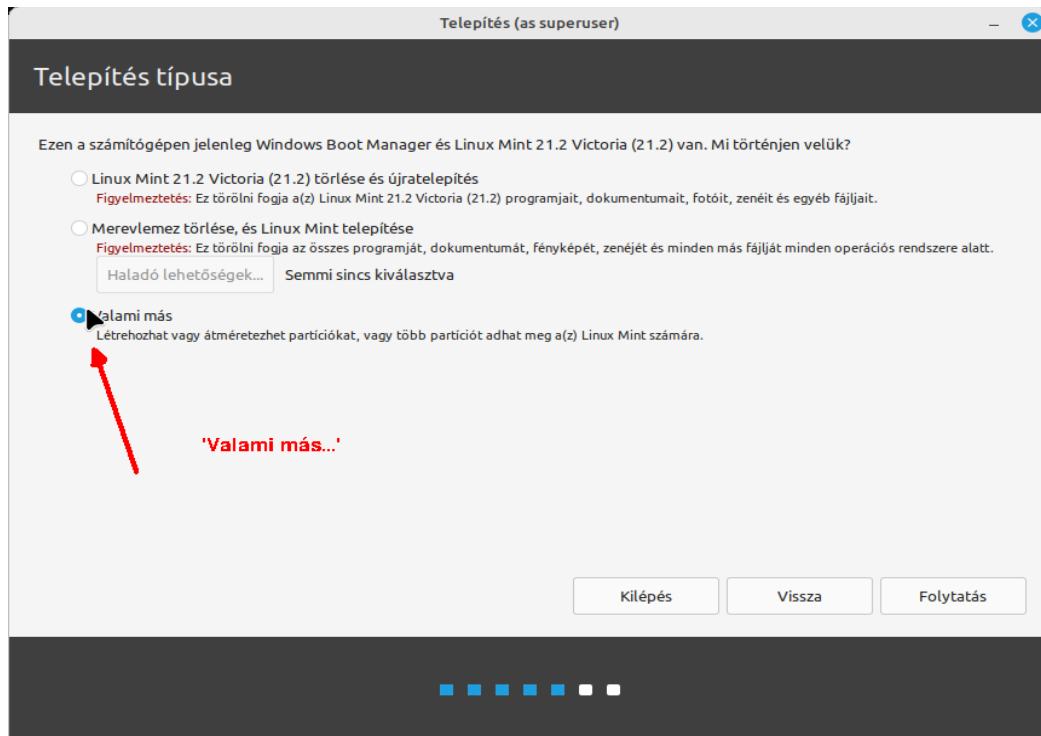 Telepítés (as superuser)
Telepítés típusa
Ezen a számítógépen jelenleg Windows Boot Manager és Linux Mint 21.2 Victoria (21.2) van. Mi történjen velük?
Linux Mint 21.2 Victoria (21.2) törlése és újratelepítés
Figyelmeztetés: Ez törölni fogja a(z) Linux Mint 21.2 Victoria (21.2) programjait, dokumentumait, fotóit, zenéit és egyéb fájljait.
Merevlemez törlése, és Linux Mint telepítése
Figyelmeztetés: Ez törölni fogja az összes programját, dokumentumát, fényképét, zenéjét és minden más fájlját minden operációs rendszere alatt.
Haladó lehetőségek... Semmi sincs kiválasztva
Valami más
Létrehozhat vagy átméretezhet partíciókat, vagy több partíciót adhat meg a(z) Linux Mint számára.
'Valami más...'
Kilépés Vissza Folytatás